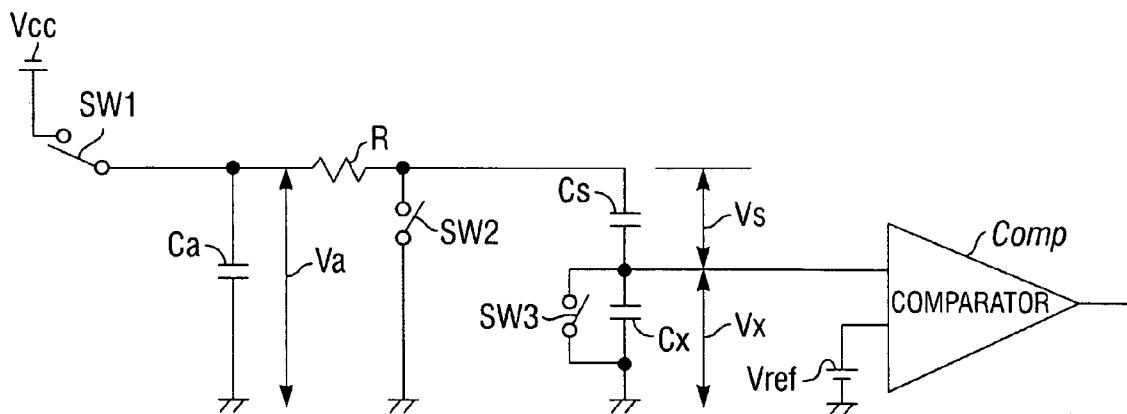 Vcc
SW1
R
Cs
Vs
Comp
SW2
Ca
Va
COMPARATOR
SW3
Cx
Vx
Vref